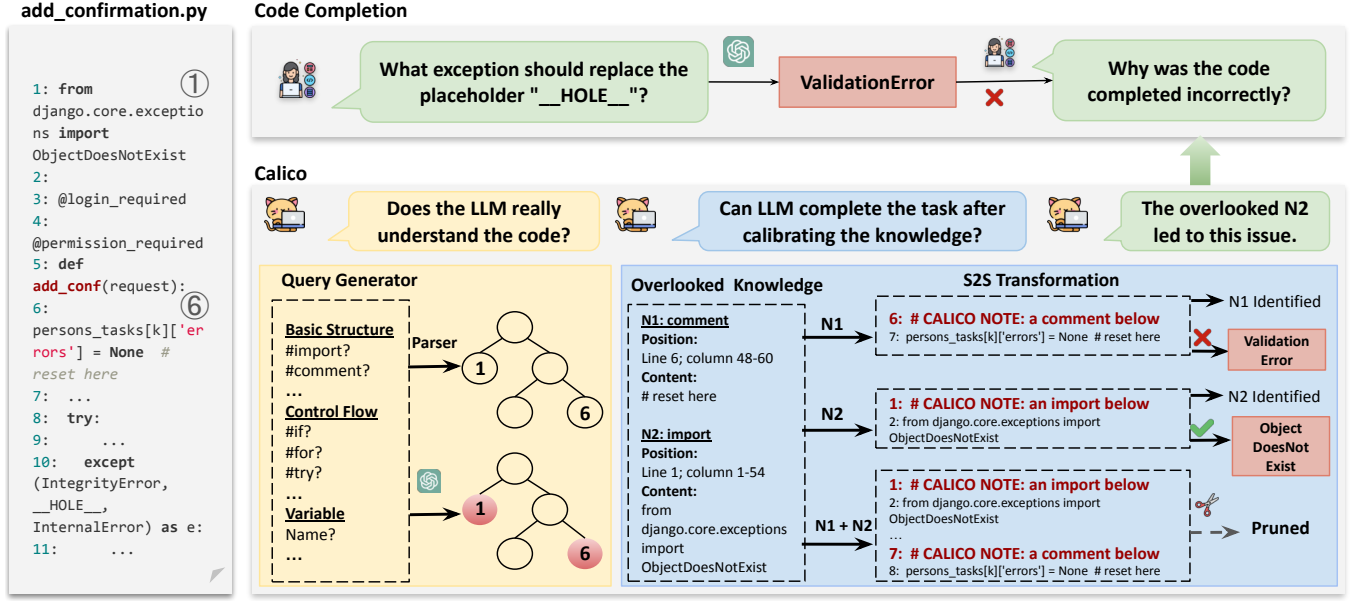 add_confirmation.py
1: from ①
django.core.exceptio
ns import
ObjectDoesNotExist
2:
3: @login_required
4:
@permission_required
5: def
add_conf(request):
6: ⑥
persons_tasks[k]['er
rors'] = None #
reset here
7: ...
8: try:
9: ...
10: except
(IntegrityError,
__HOLE__,
InternalError) as e:
11: ...
Code Completion
What exception should replace the
placeholder "__HOLE__"?
ValidationError
Why was the code
completed incorrectly?
Calico
Does the LLM really
understand the code?
Can LLM complete the task after
calibrating the knowledge?
The overlooked N2
led to this issue.
Query Generator
Basic Structure
#import?
#comment?
...
Control Flow
#if?
#for?
#try?
...
Variable
Name?
...
Parser
1
6
1
6
Overlooked Knowledge
N1: comment
Position:
Line 6; column 48-60
Content:
# reset here
N2: import
Position:
Line 1; column 1-54
Content:
from
django.core.exceptions
import
ObjectDoesNotExist
S2S Transformation
N1
6: # CALICO NOTE: a comment below
7: persons_tasks[k]['errors'] = None # reset here
N1 Identified
Validation
Error
N2
1: # CALICO NOTE: an import below
2: from django.core.exceptions import
ObjectDoesNotExist
N2 Identified
Object
DoesNot
Exist
N1 + N2
1: # CALICO NOTE: an import below
2: from django.core.exceptions import
ObjectDoesNotExist
...
7: # CALICO NOTE: a comment below
8: persons_tasks[k]['errors'] = None # reset here
Pruned